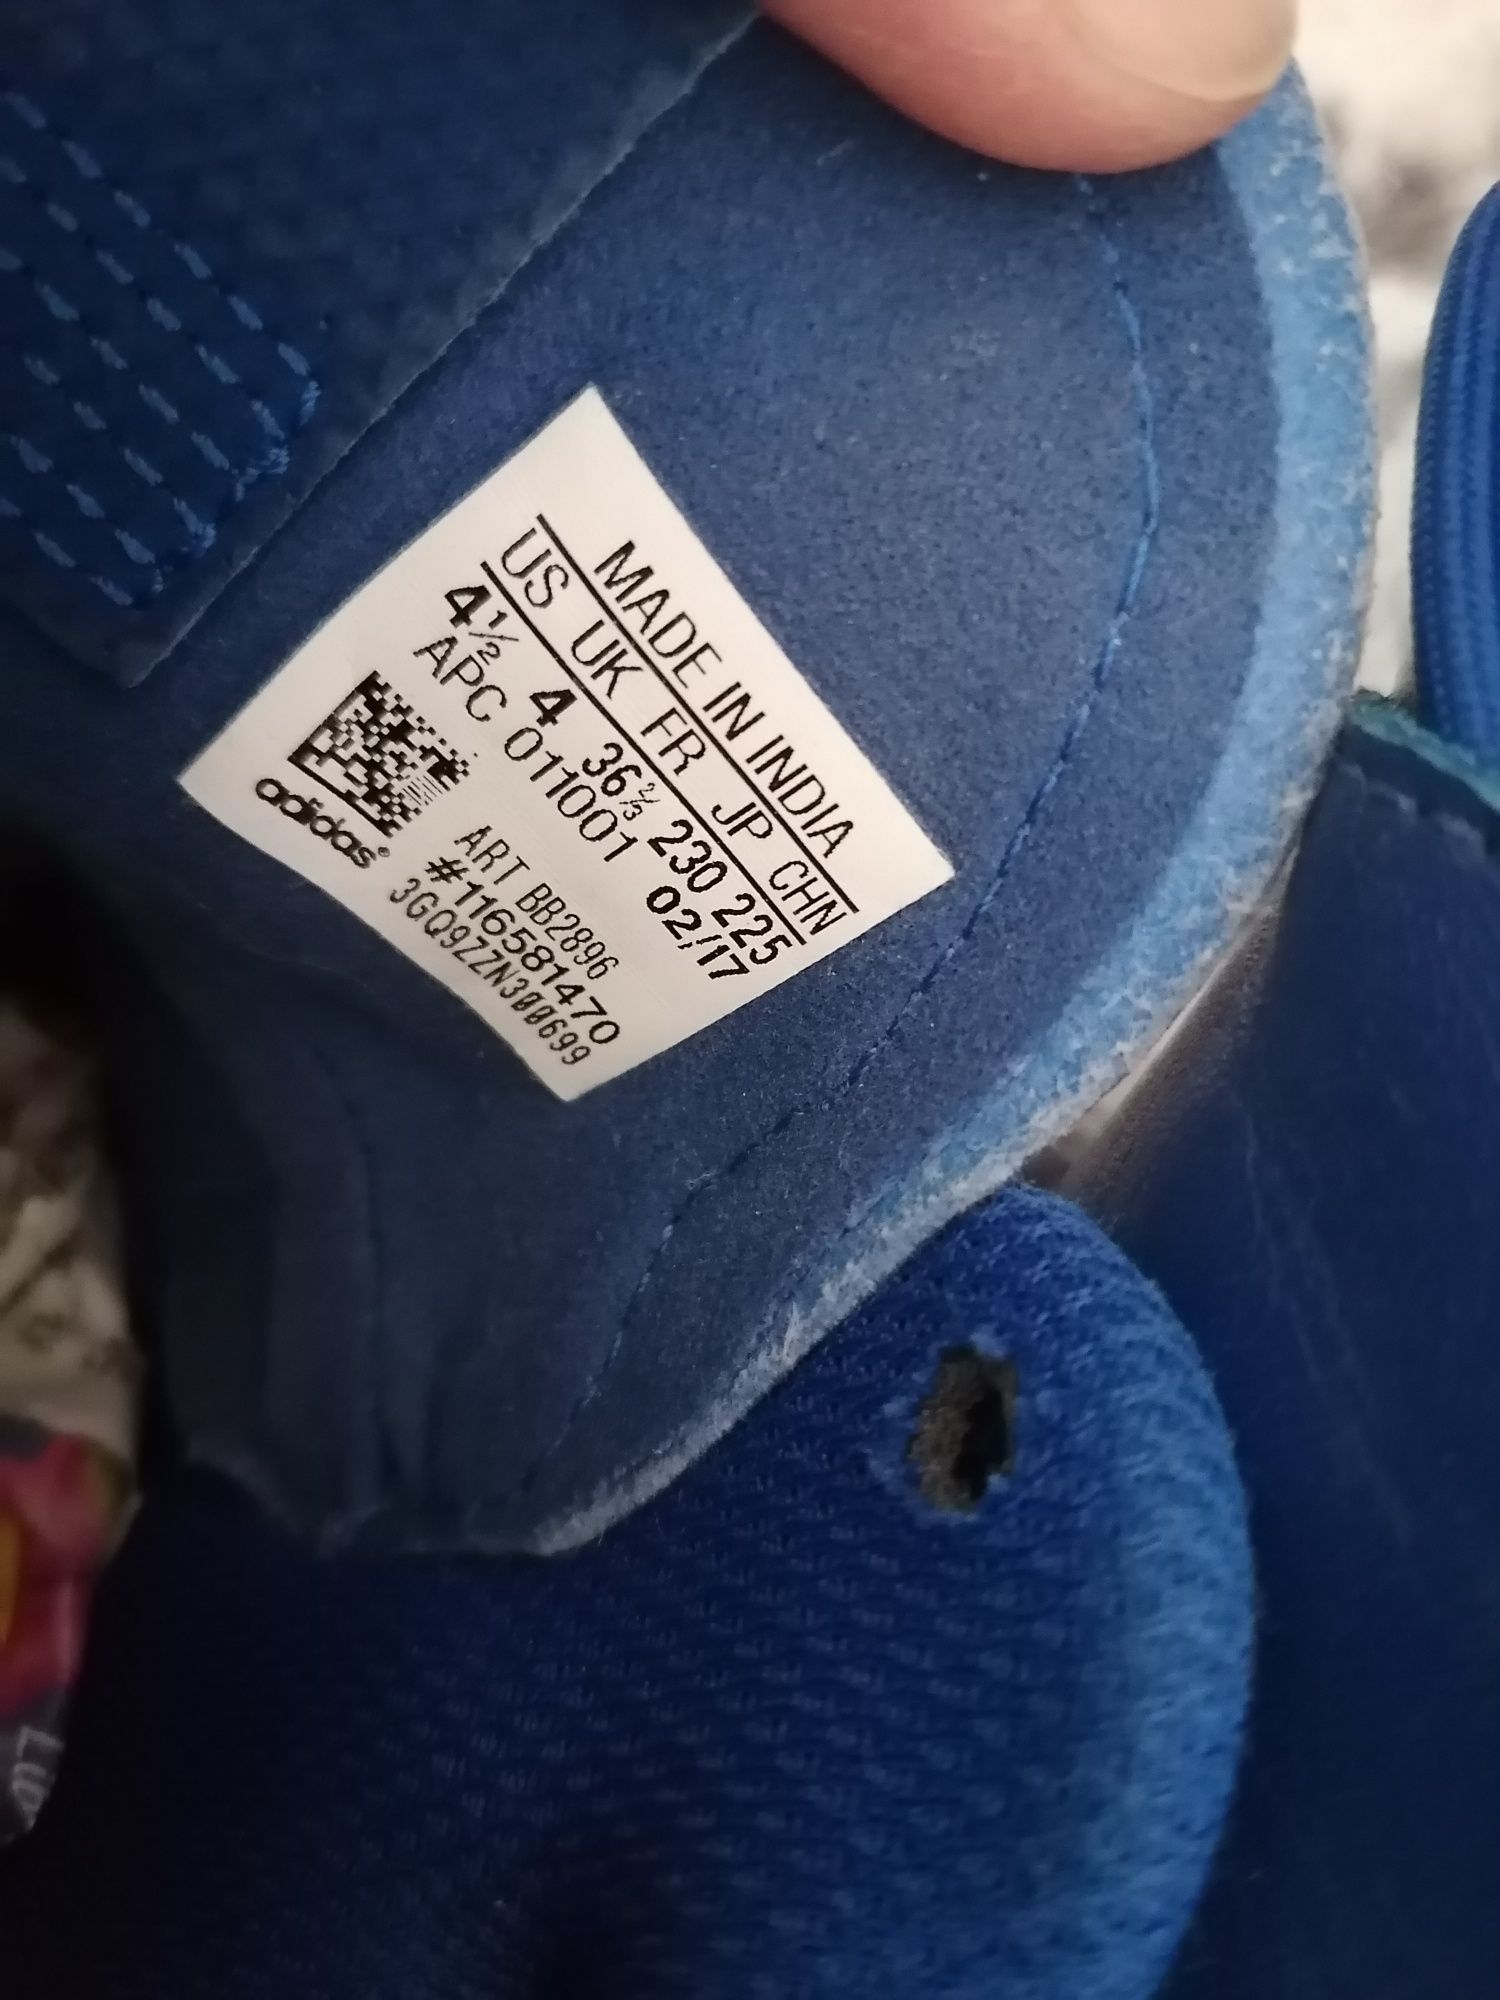 MADE IN INDIA
US UK FR JP CHN
4½ 4 36⅔ 230 225
APC 011001 02/17
ART BB2896
#116581470
3GQ9ZZN300699
adidas®